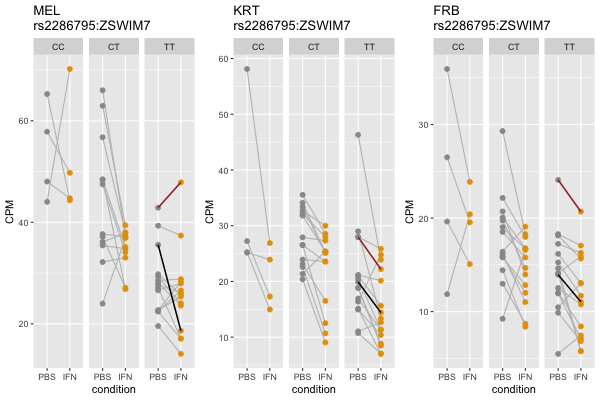 MEL
rs2286795:ZSWIM7
CC CT TT
CPM
60
40
20
PBS IFN PBS IFN PBS IFN
condition
KRT
rs2286795:ZSWIM7
CC CT TT
CPM
60
50
40
30
20
10
PBS IFN PBS IFN PBS IFN
condition
FRB
rs2286795:ZSWIM7
CC CT TT
CPM
30
20
10
PBS IFN PBS IFN PBS IFN
condition